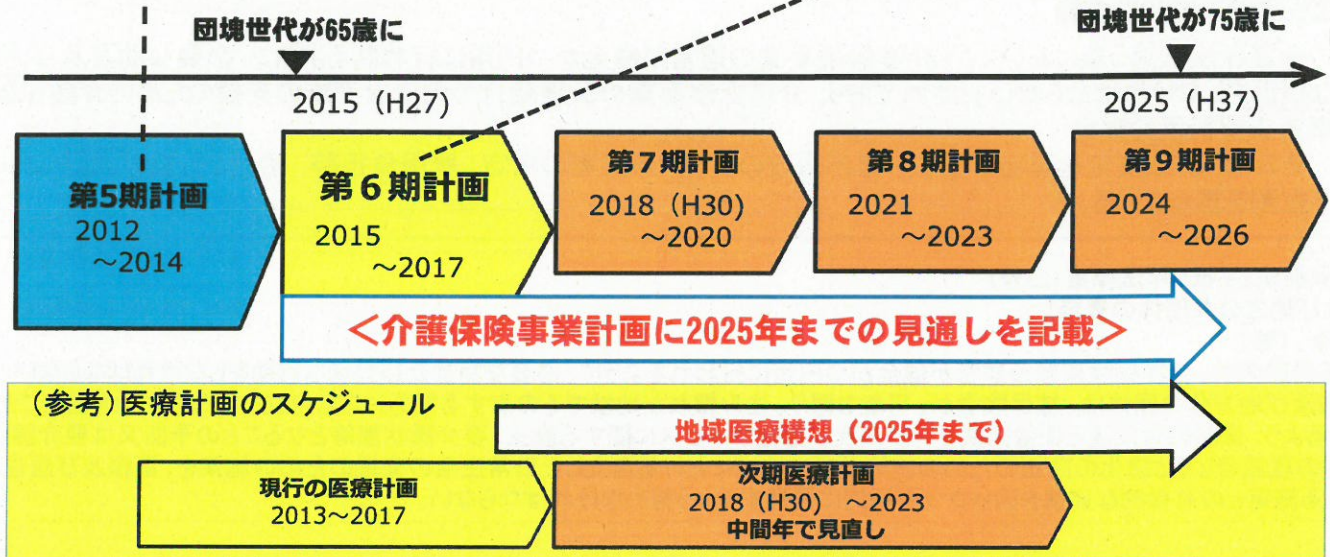 団塊世代が65歳に
団塊世代が75歳に
2015（H27）
2025（H37）
第5期計画
2012
～2014
第６期計画
2015
～2017
第７期計画
2018（H30）
～2020
第８期計画
2021
～2023
第９期計画
2024
～2026
＜介護保険事業計画に2025年までの見通しを記載＞
（参考）医療計画のスケジュール
地域医療構想（2025年まで）
現行の医療計画
2013～2017
次期医療計画
2018（H30）　～2023
中間年で見直し